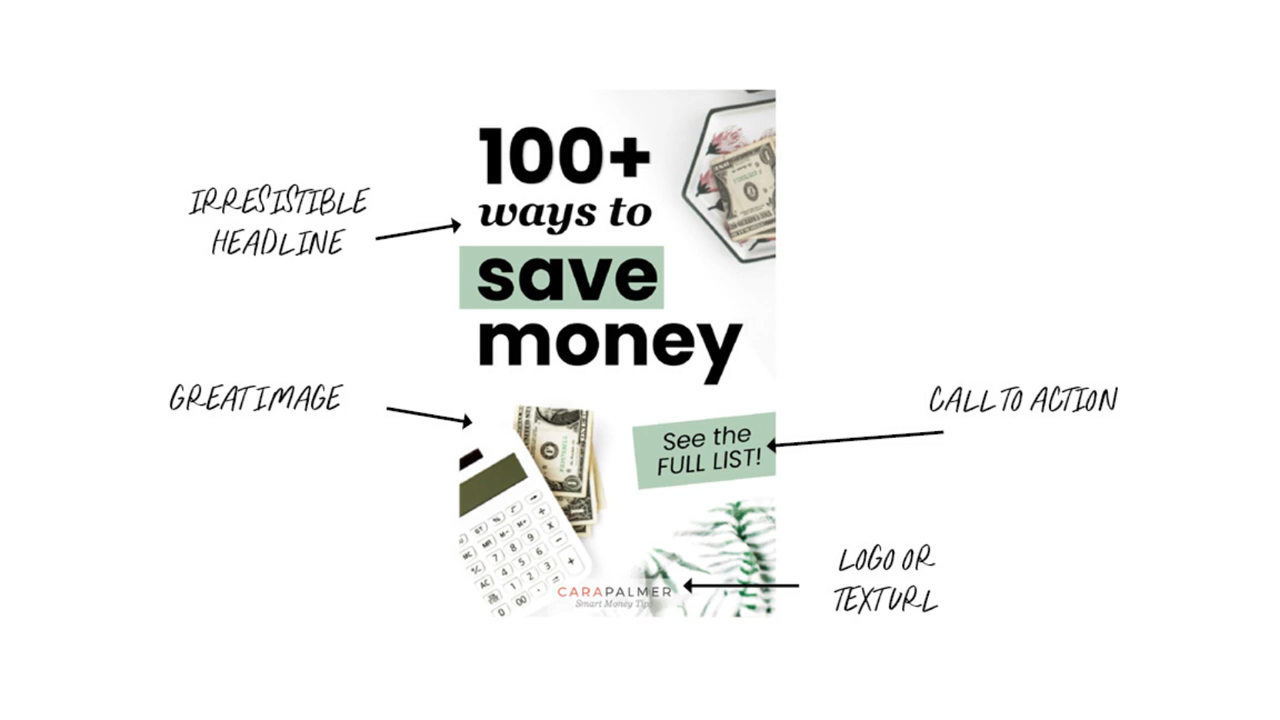 100+
ways to
save
money
IRRESISTIBLE
HEADLINE
GREAT IMAGE
See the
FULL LIST!
CALL TO ACTION
CARAPALMER
Smart Money Tips
LOGO OR
TEXT URL